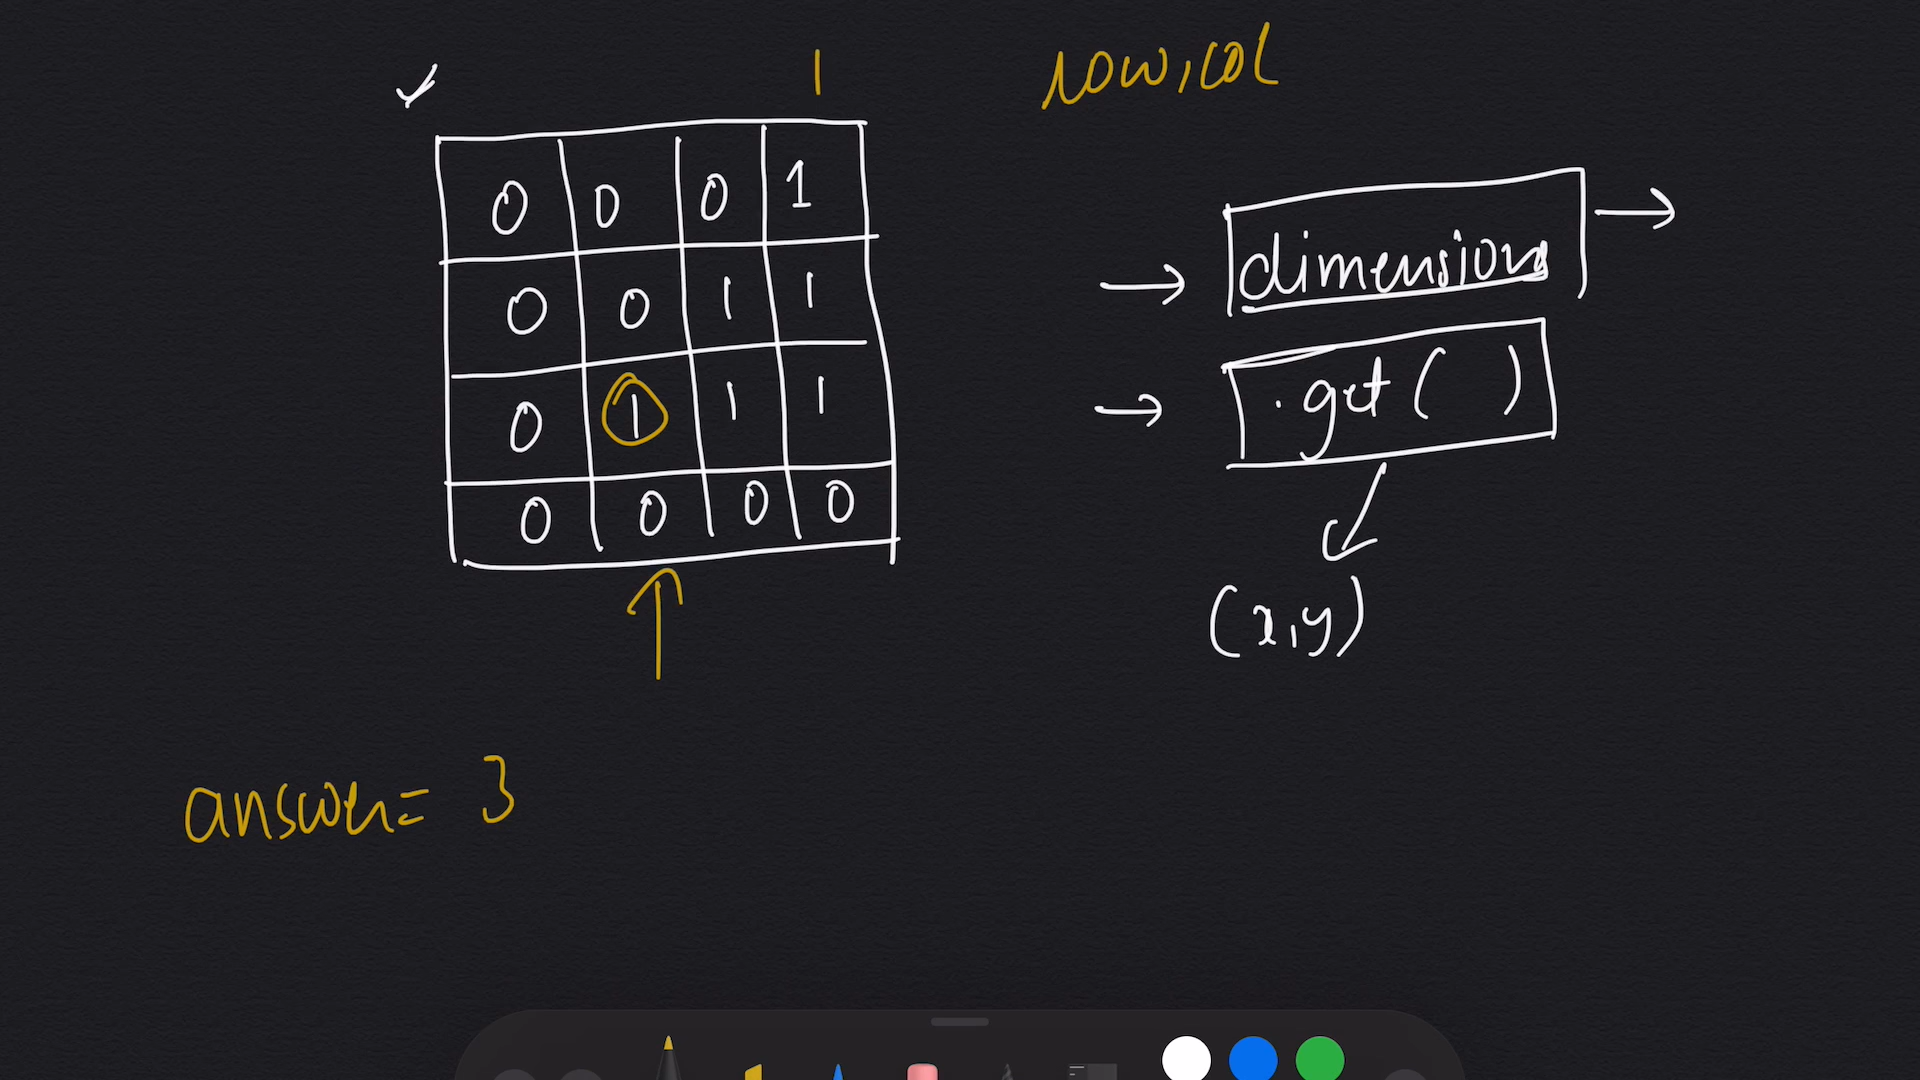 1 row, col
0 0 0 1
0 0 1 1
0 1 1 1
0 0 0 0
dimensions
.get( )
(x,y)
answer= 3